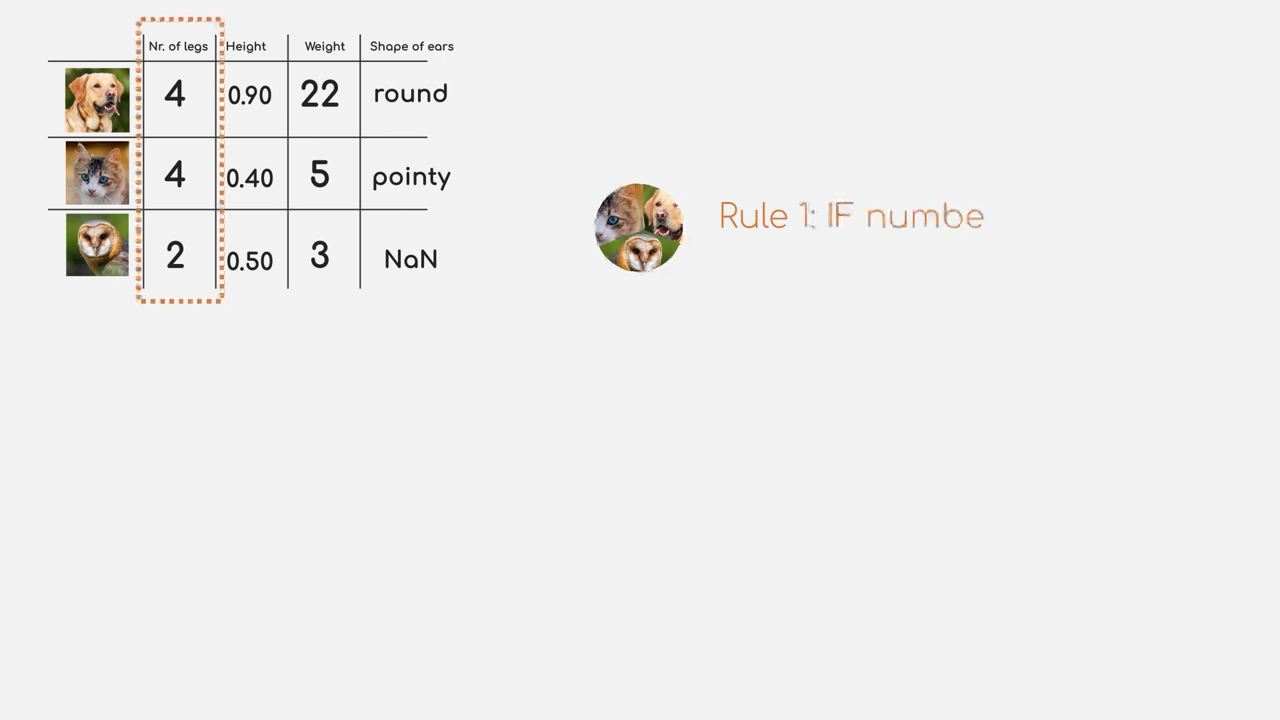 Nr. of legs Height Weight Shape of ears
4 0.90 22 round
4 0.40 5 pointy
2 0.50 3 NaN
Rule 1: IF numbe